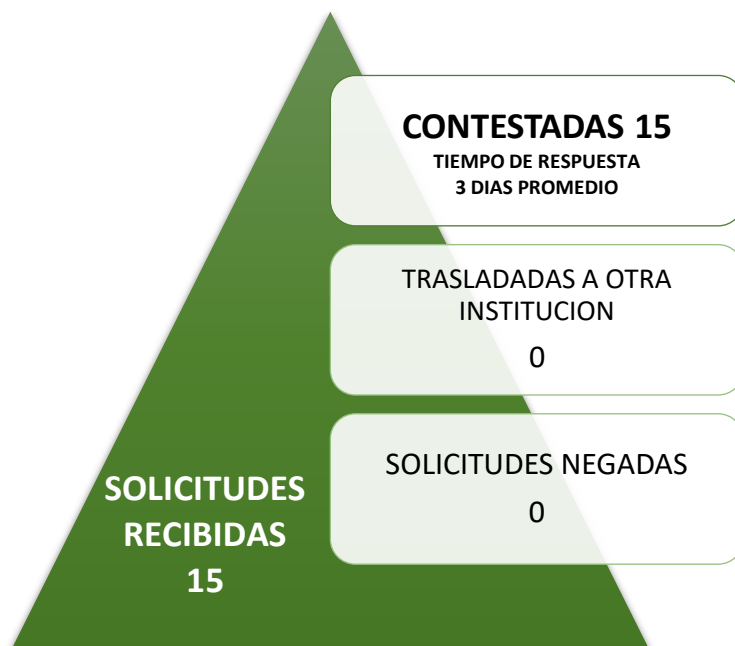 CONTESTADAS 15
TIEMPO DE RESPUESTA
3 DIAS PROMEDIO
TRASLADADAS A OTRA
INSTITUCION
0
SOLICITUDES NEGADAS
0
SOLICITUDES
RECIBIDAS
15